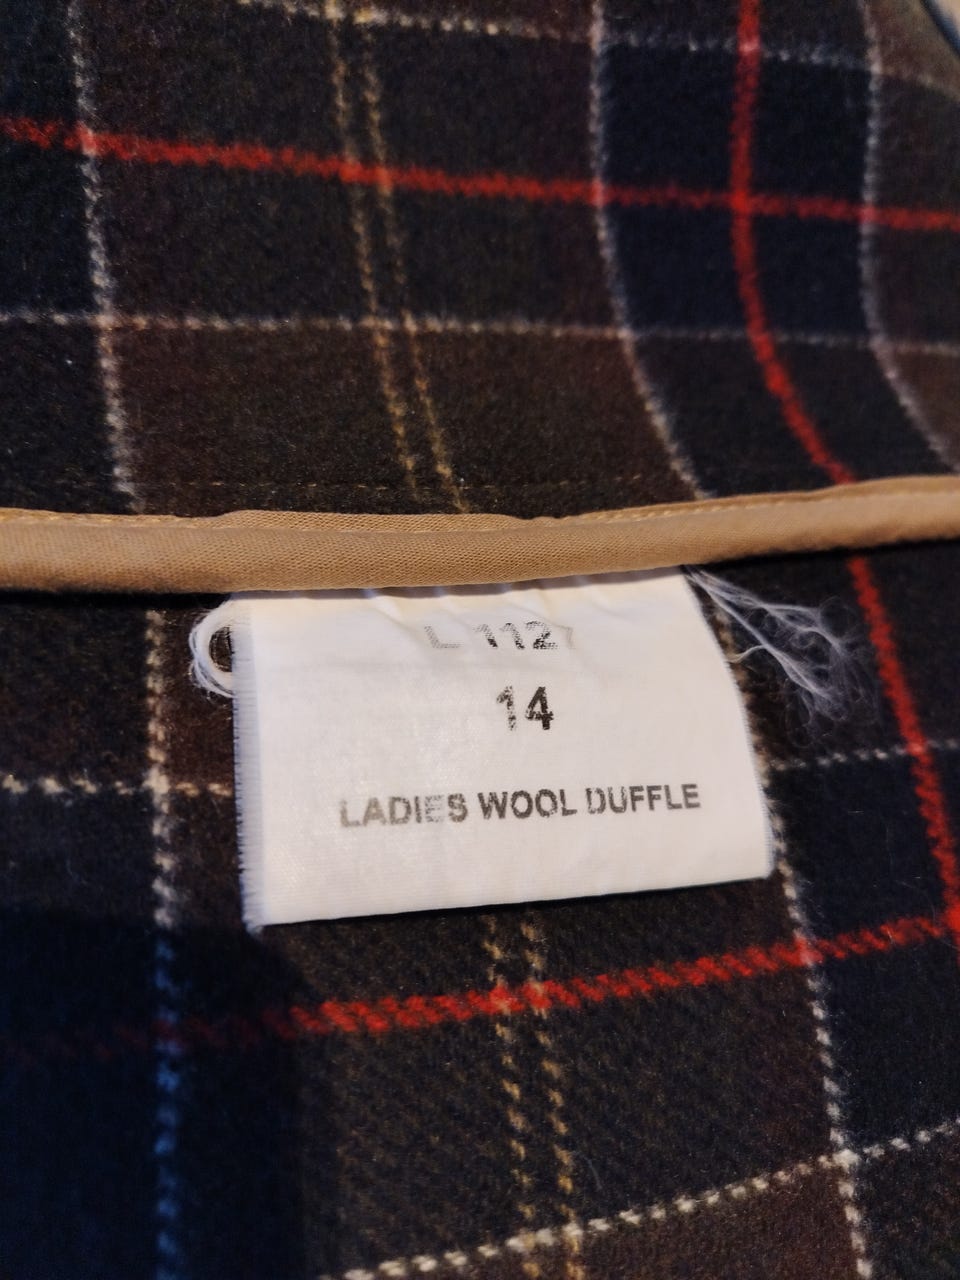 L 1127
14
LADIES WOOL DUFFLE